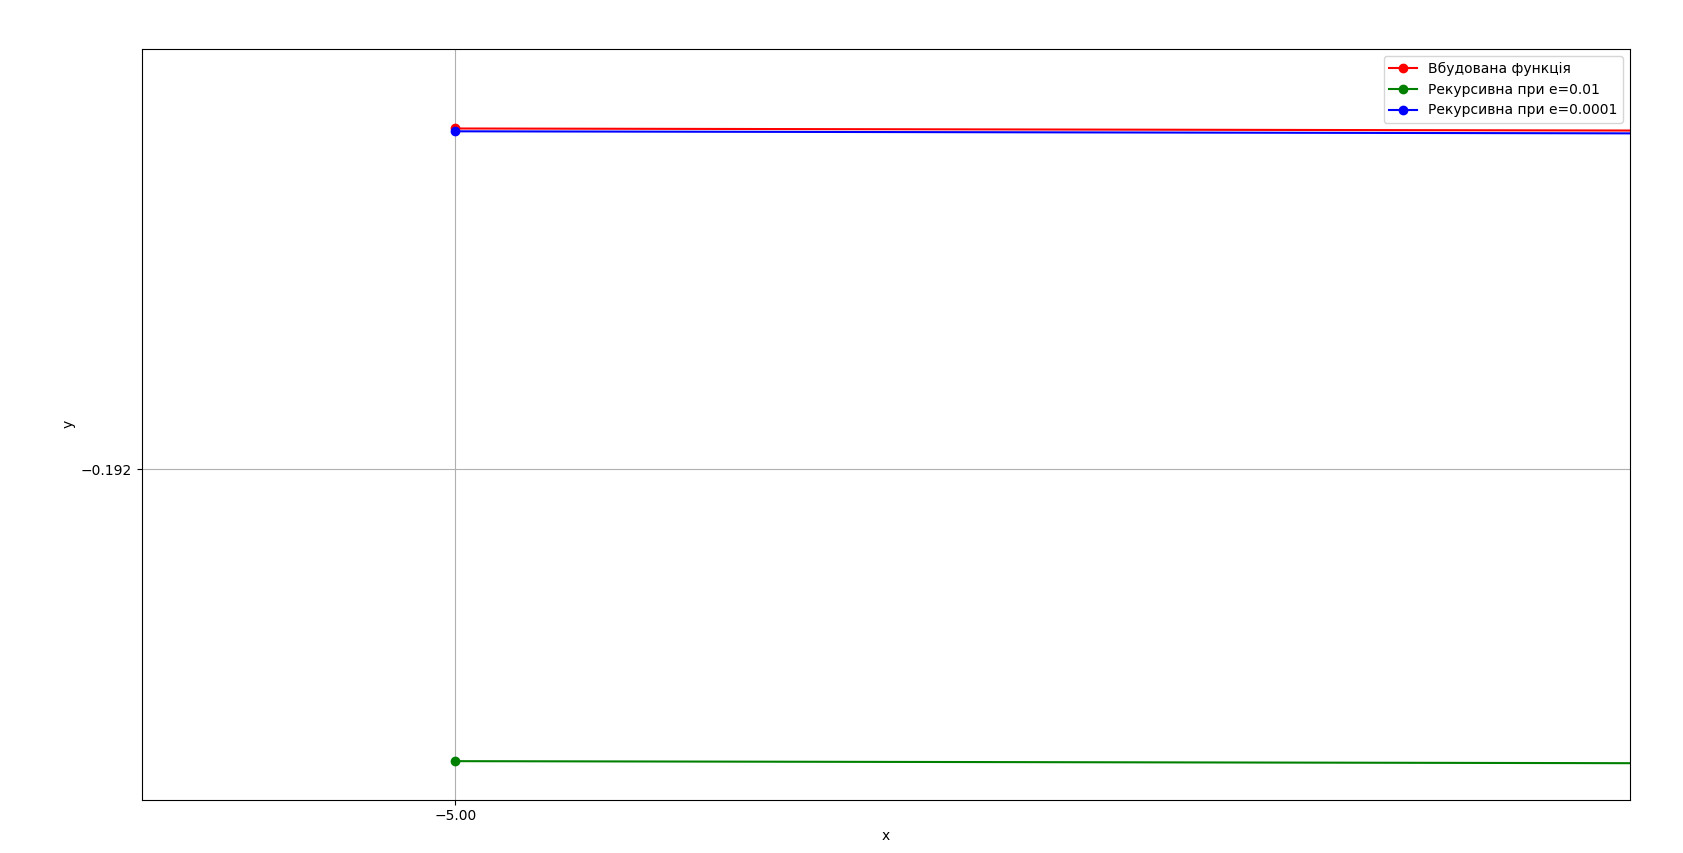 Вбудована функція
Рекурсивна при e=0.01
Рекурсивна при e=0.0001
y
−0.192
−5.00
x